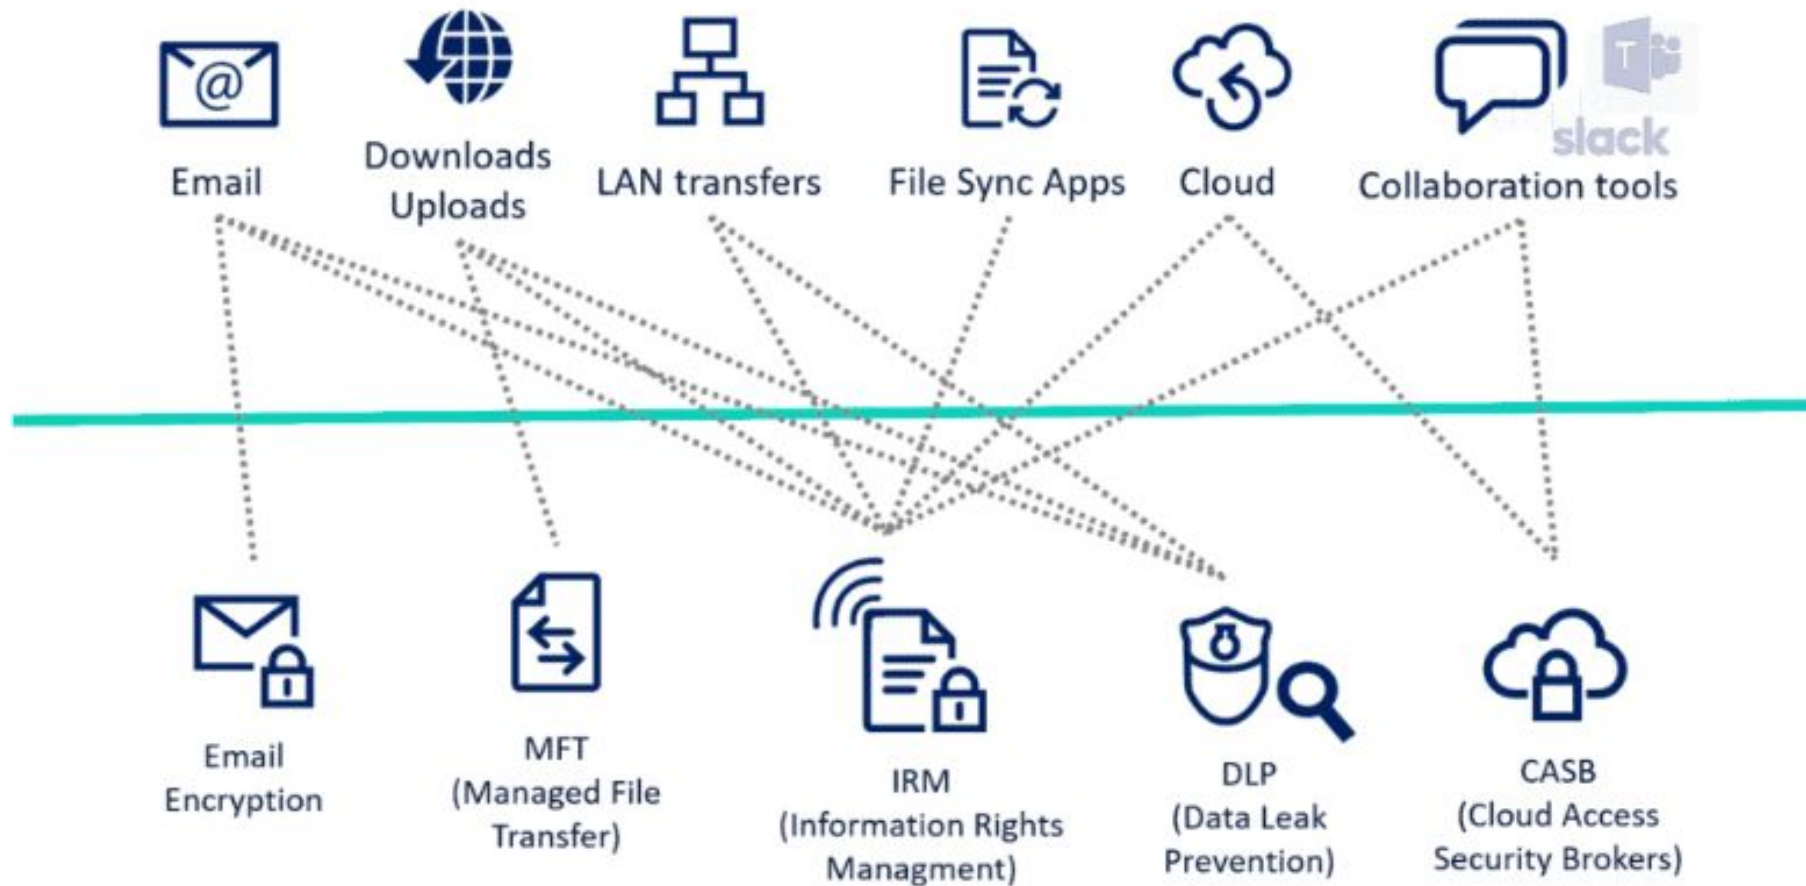 @
T
slack
Email
Downloads
Uploads
LAN transfers
File Sync Apps
Cloud
Collaboration tools
Email
Encryption
MFT
(Managed File
Transfer)
IRM
(Information Rights
Managment)
DLP
(Data Leak
Prevention)
CASB
(Cloud Access
Security Brokers)